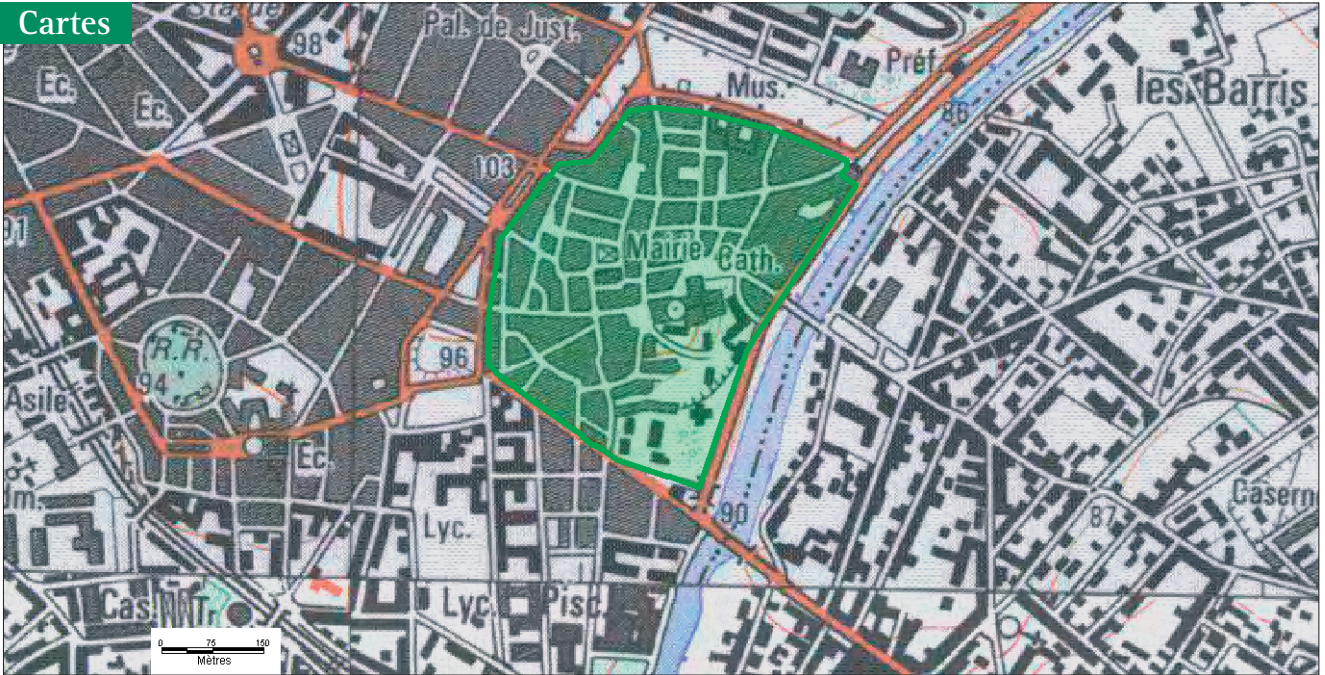 Cartes
98
Pal. de Just.
Préf.
Ec.
Mus.
les Barris
Ec.
86
103
91
Mairie
Cath.
R.R.
96
94
Asile
Ec.
Lyc.
90
87
Casern
Lyc.
Pisc.
0 75 150
Mètres